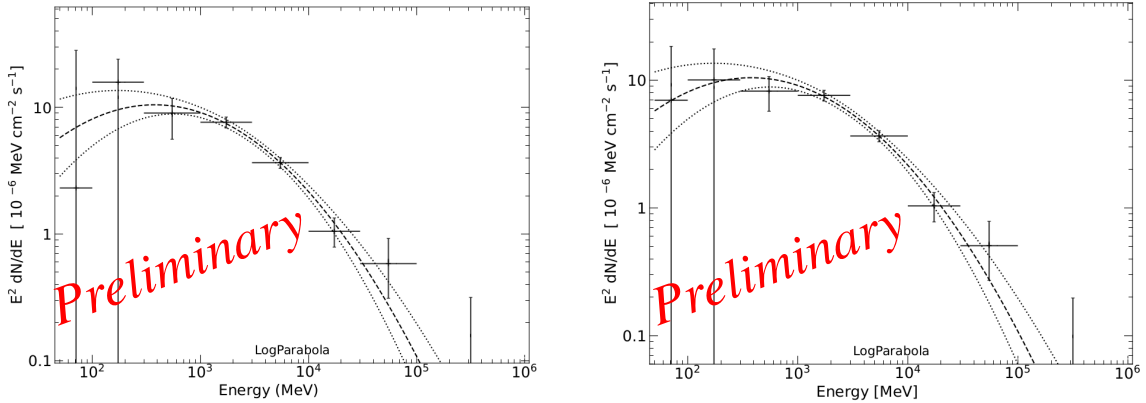 E² dN/dE [ 10⁻⁶ MeV cm⁻² s⁻¹]
10
1
0.1
Preliminary
LogParabola
10² 10³ 10⁴ 10⁵ 10⁶
Energy (MeV)
E² dN/dE [ 10⁻⁶ MeV cm⁻² s⁻¹]
10
1
0.1
Preliminary
LogParabola
10² 10³ 10⁴ 10⁵ 10⁶
Energy [MeV]